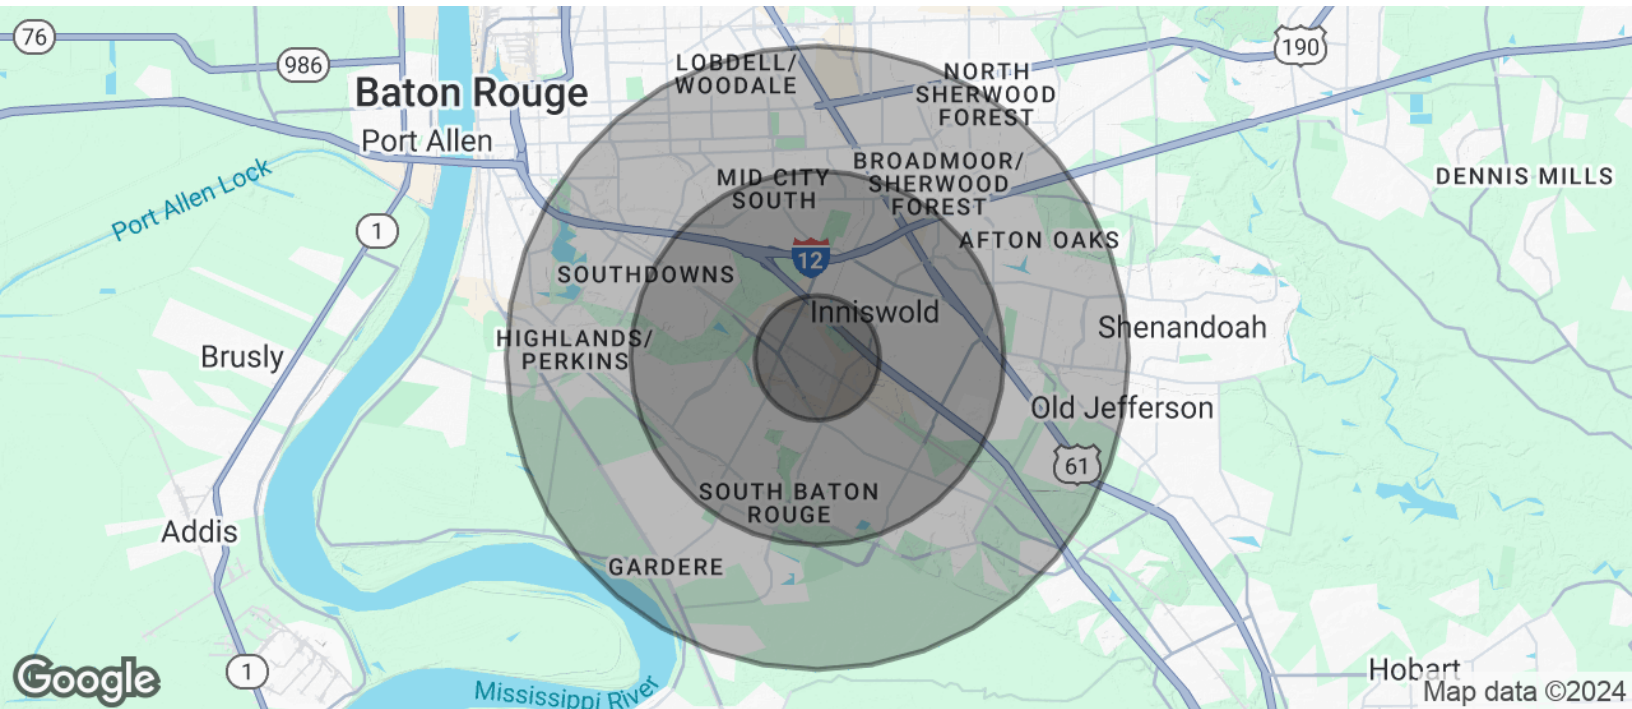 76
986
190
LOBDELL/
WOODALE
NORTH
SHERWOOD
FOREST
Baton Rouge
Port Allen
Port Allen Lock
BROADMOOR/
SHERWOOD
FOREST
MID CITY
SOUTH
DENNIS MILLS
1
AFTON OAKS
12
SOUTHDOWNS
Inniswold
Shenandoah
HIGHLANDS/
PERKINS
Brusly
Old Jefferson
61
SOUTH BATON
ROUGE
Addis
GARDERE
1
Google
Mississippi River
Hobart
Map data ©2024